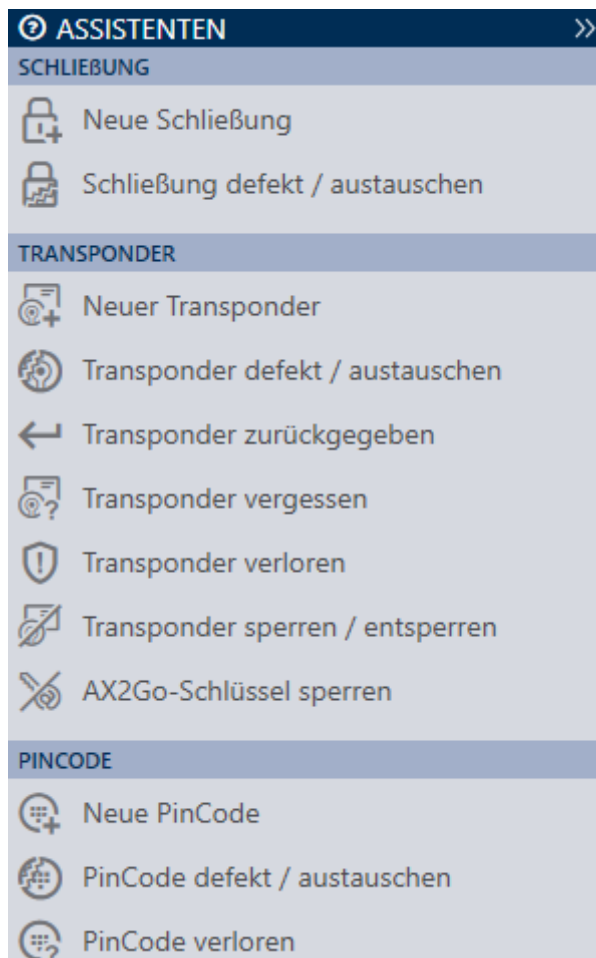 ASSISTENTEN
SCHLIEßUNG
Neue Schließung
Schließung defekt / austauschen
TRANSPONDER
Neuer Transponder
Transponder defekt / austauschen
Transponder zurückgegeben
Transponder vergessen
Transponder verloren
Transponder sperren / entsperren
AX2Go-Schlüssel sperren
PINCODE
Neue PinCode
PinCode defekt / austauschen
PinCode verloren